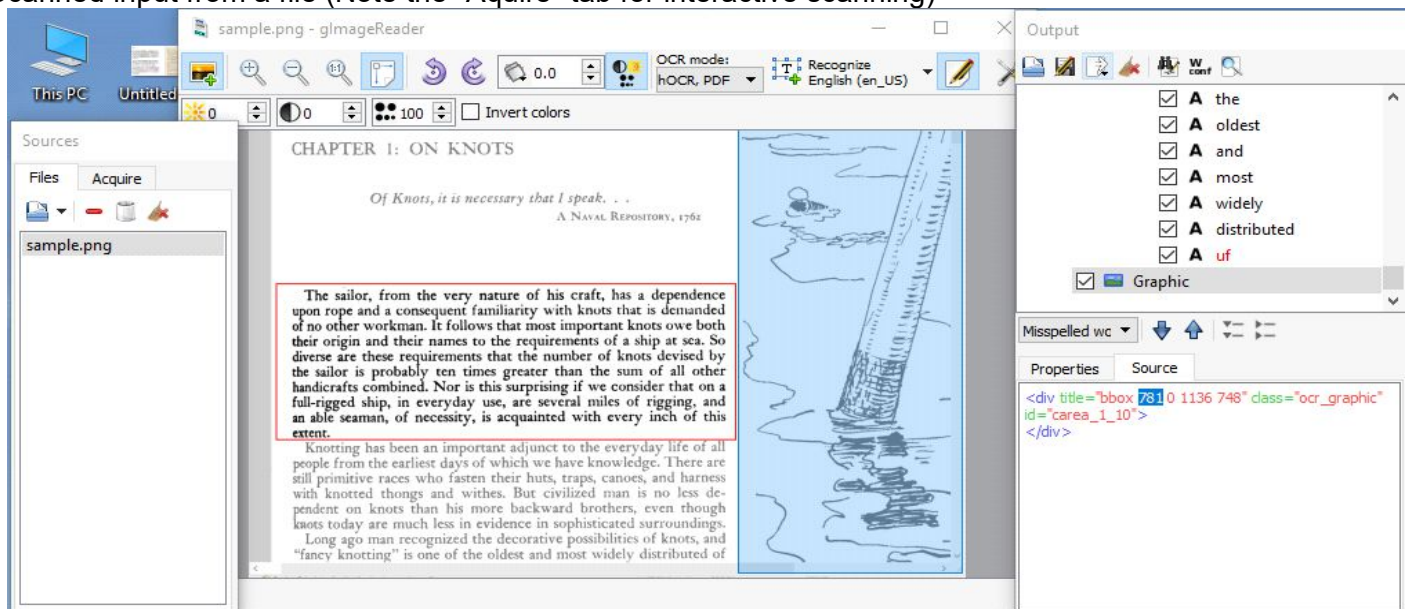 sample.png - gImageReader
Output
This PC
Untitled
0.0
OCR mode:
hOCR, PDF
Recognize
English (en_US)
0
0
100
Invert colors
W
conf
Sources
Files
Acquire
sample.png
CHAPTER 1: ON KNOTS
Of Knots, it is necessary that I speak. . .
A NAVAL REPOSITORY, 1762
The sailor, from the very nature of his craft, has a dependence
upon rope and a consequent familiarity with knots that is demanded
of no other workman. It follows that most important knots owe both
their origin and their names to the requirements of a ship at sea. So
diverse are these requirements that the number of knots devised by
the sailor is probably ten times greater than the sum of all other
handicrafts combined. Nor is this surprising if we consider that on a
full-rigged ship, in everyday use, are several miles of rigging, and
an able seaman, of necessity, is acquainted with every inch of this
extent.
Knotting has been an important adjunct to the everyday life of all
people from the earliest days of which we have knowledge. There are
still primitive races who fasten their huts, traps, canoes, and harness
with knotted thongs and withes. But civilized man is no less de-
pendent on knots than his more backward brothers, even though
knots today are much less in evidence in sophisticated surroundings.
Long ago man recognized the decorative possibilities of knots, and
"fancy knotting" is one of the oldest and most widely distributed of
A the
A oldest
A and
A most
A widely
A distributed
A uf
Graphic
Misspelled wc
Properties
Source
<div title="bbox 781 0 1136 748" class="ocr_graphic"
id="carea_1_10">
</div>